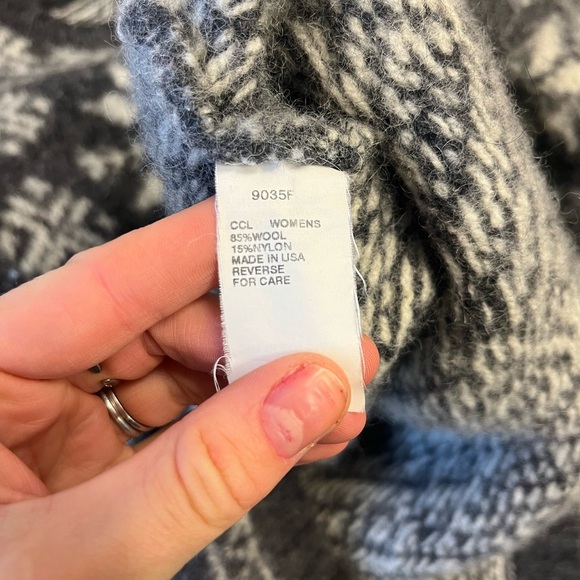 9035F
CCL WOMENS
85%WOOL
15%NYLON
MADE IN USA
REVERSE
FOR CARE